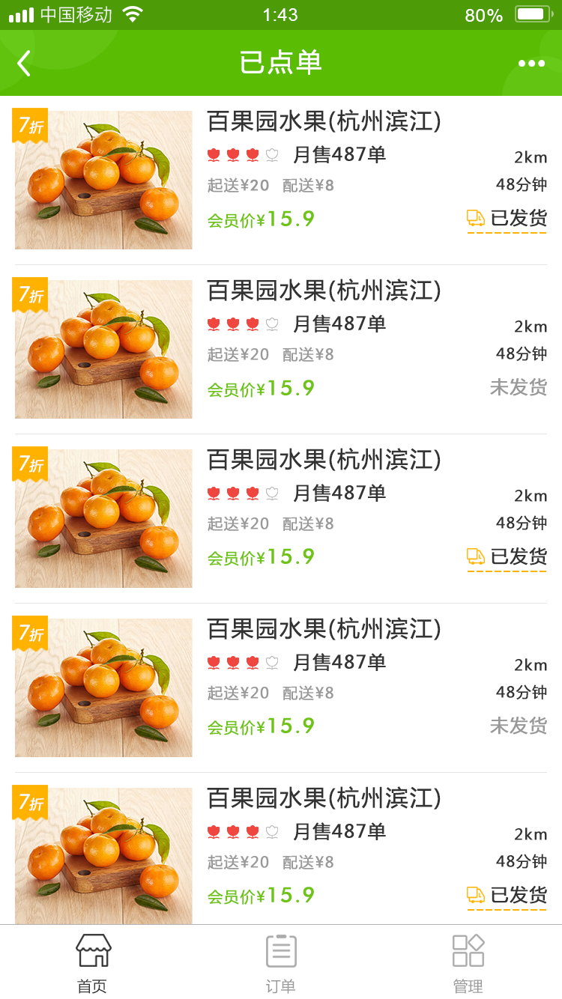 中国移动 1:43 80%
已点单
7折
百果园水果(杭州滨江)
月售487单 2km
起送¥20 配送¥8 48分钟
会员价¥15.9 已发货
7折
百果园水果(杭州滨江)
月售487单 2km
起送¥20 配送¥8 48分钟
会员价¥15.9 未发货
7折
百果园水果(杭州滨江)
月售487单 2km
起送¥20 配送¥8 48分钟
会员价¥15.9 已发货
7折
百果园水果(杭州滨江)
月售487单 2km
起送¥20 配送¥8 48分钟
会员价¥15.9 未发货
7折
百果园水果(杭州滨江)
月售487单 2km
起送¥20 配送¥8 48分钟
会员价¥15.9 已发货
首页 订单 管理